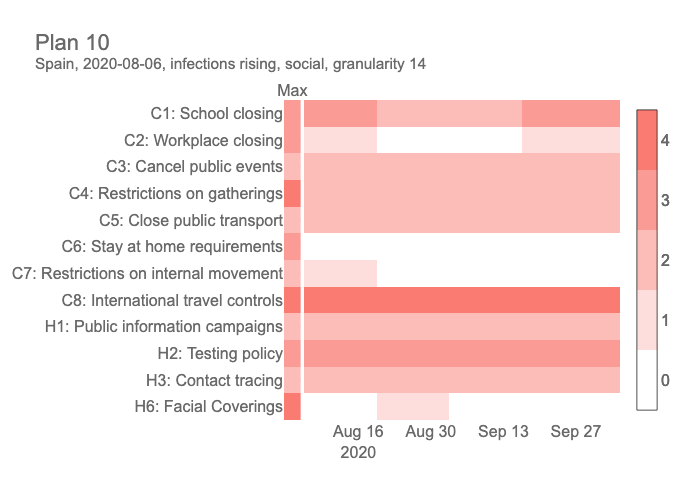 Plan 10
Spain, 2020-08-06, infections rising, social, granularity 14
Max
C1: School closing
C2: Workplace closing
C3: Cancel public events
C4: Restrictions on gatherings
C5: Close public transport
C6: Stay at home requirements
C7: Restrictions on internal movement
C8: International travel controls
H1: Public information campaigns
H2: Testing policy
H3: Contact tracing
H6: Facial Coverings
Aug 16 Aug 30 Sep 13 Sep 27
2020
4
3
2
1
0